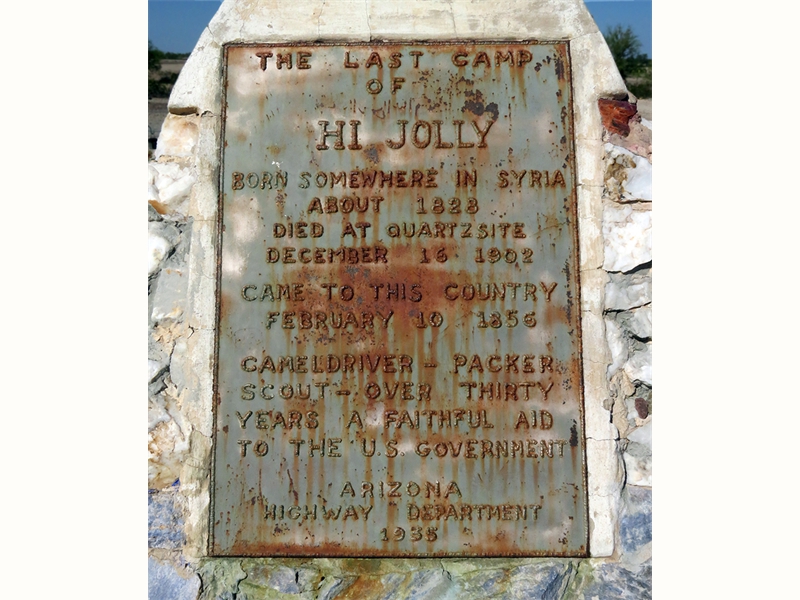 THE LAST CAMP
OF
HI JOLLY
BORN SOMEWHERE IN SYRIA
ABOUT 1828
DIED AT QUARTZSITE
DECEMBER 16 1902
CAME TO THIS COUNTRY
FEBRUARY 10 1856
CAMELDRIVER – PACKER
SCOUT – OVER THIRTY
YEARS A FAITHFUL AID
TO THE U.S. GOVERNMENT
ARIZONA
HIGHWAY DEPARTMENT
1935